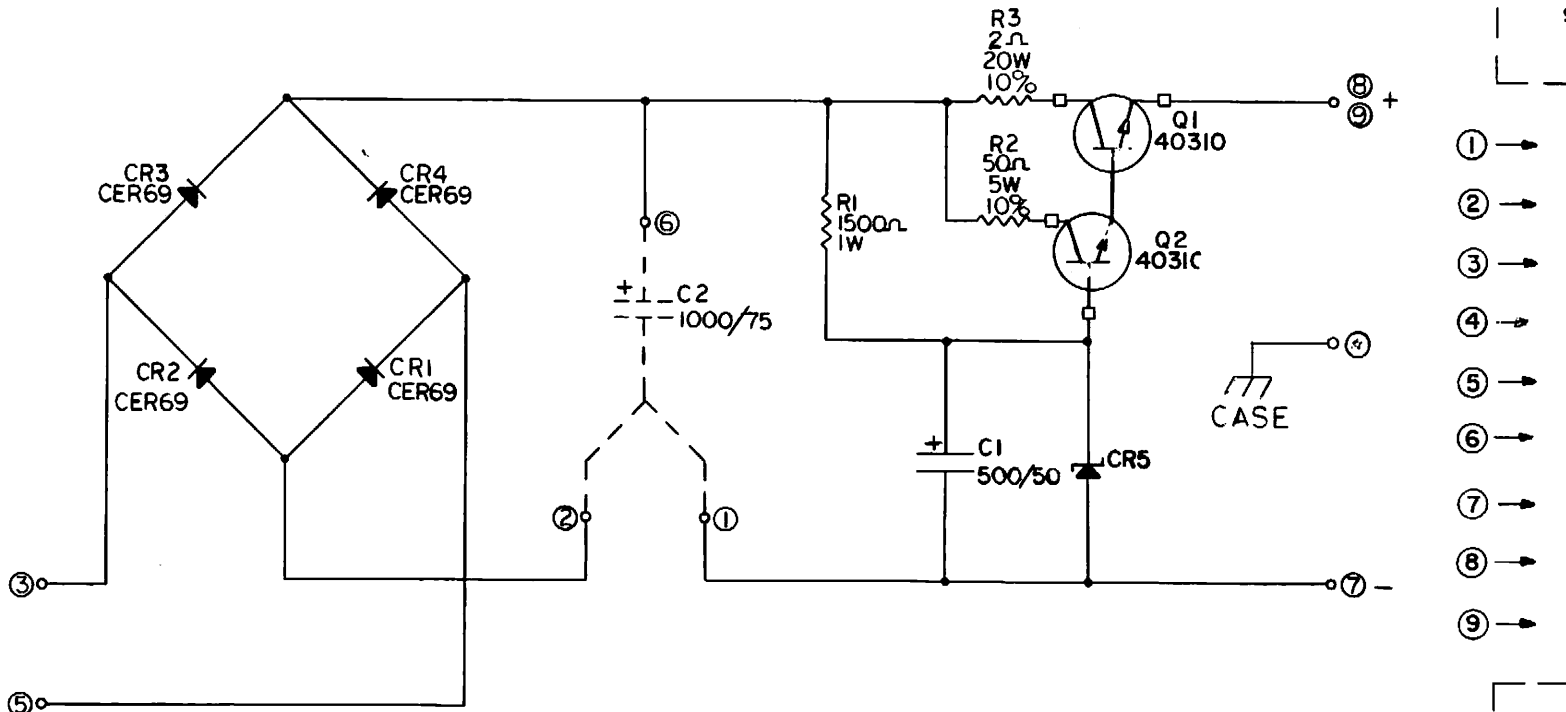 R3
2Ω
20W
10%
⑧ +
⑨
Q1
40310
R2
50Ω
5W
10%
CR3
CER69
CR4
CER69
R1
1500Ω
1W
⑥
Q2
4031C
+ C2
1000/75
④
CASE
CR2
CER69
CR1
CER69
+ C1
500/50
CR5
②
①
③
⑦ -
⑤
①
②
③
④
⑤
⑥
⑦
⑧
⑨